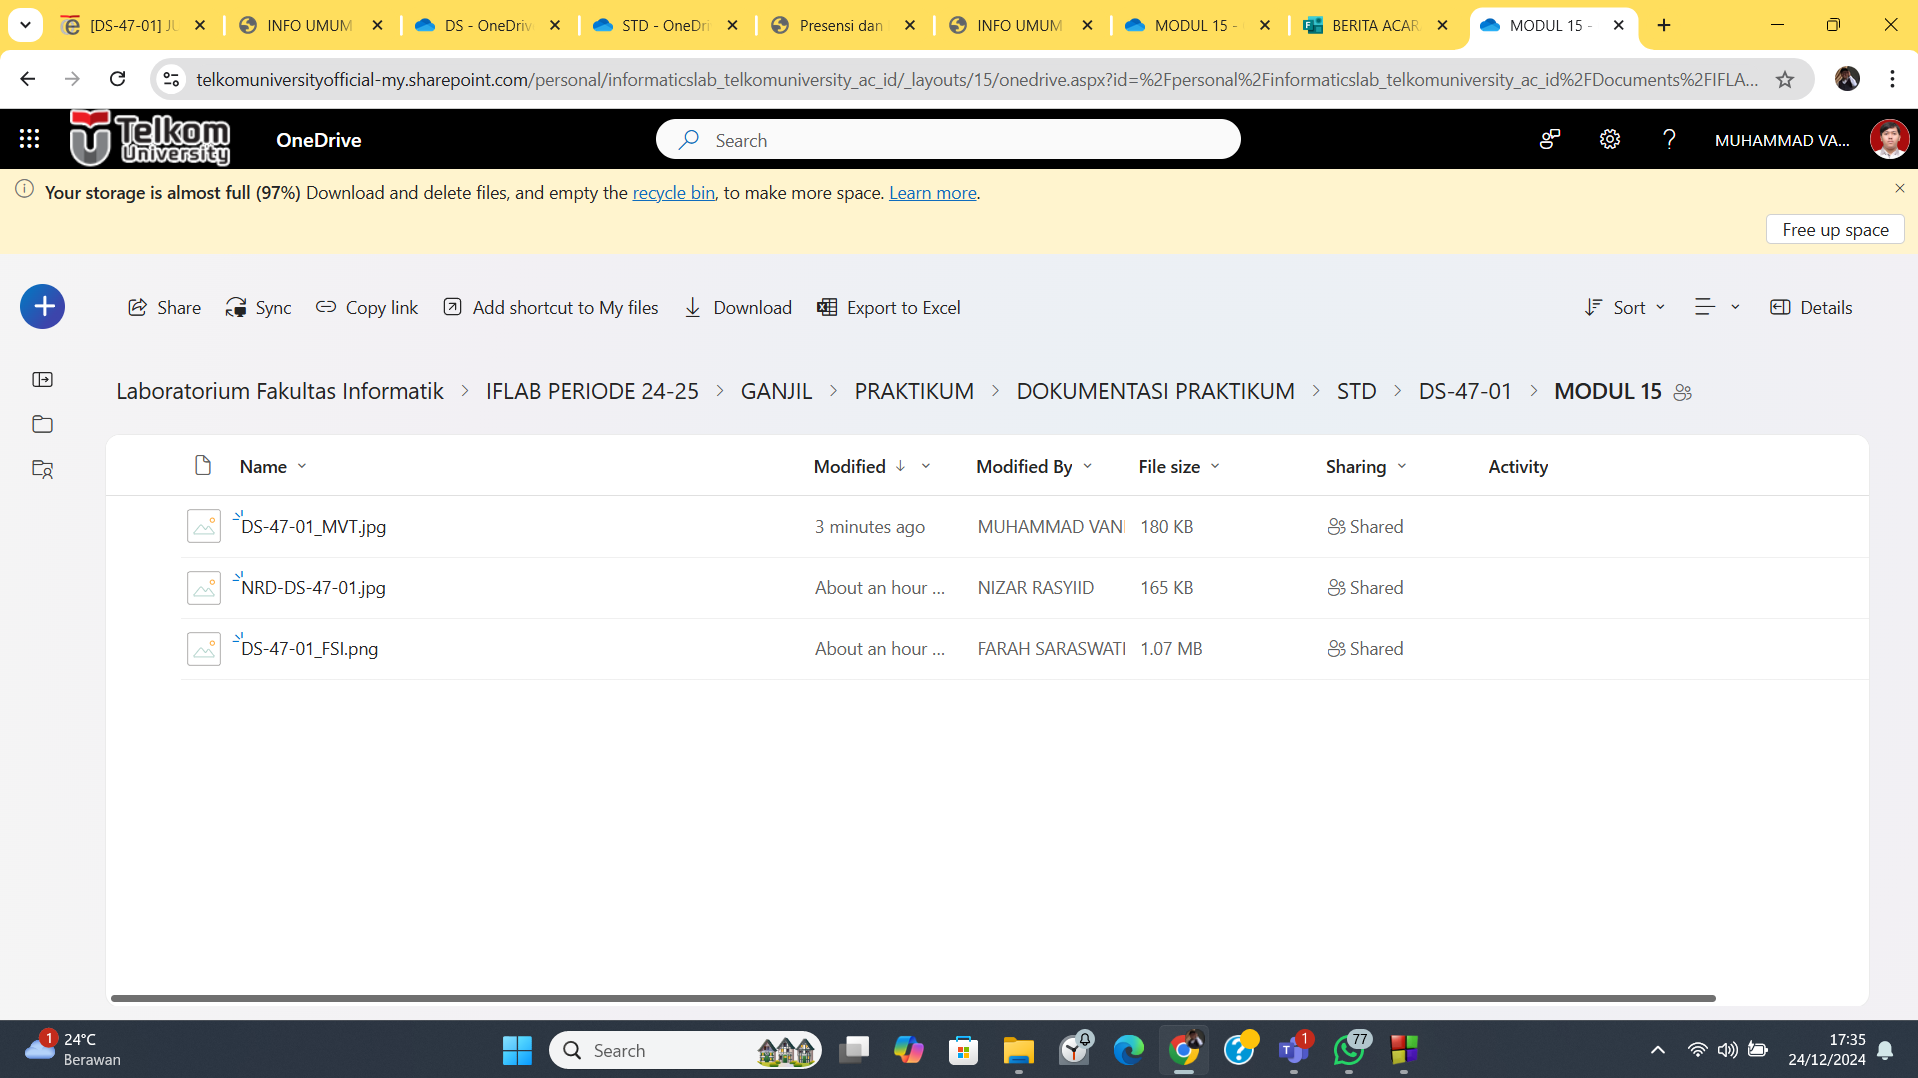 [DS-47-01] JU
INFO UMUM
DS - OneDriv
STD - OneDri
Presensi dan
INFO UMUM
MODUL 15 -
BERITA ACAR
MODUL 15 -
telkomuniversityofficial-my.sharepoint.com/personal/informaticslab_telkomuniversity_ac_id/_layouts/15/onedrive.aspx?id=%2Fpersonal%2Finformaticslab_telkomuniversity_ac_id%2FDocuments%2FIFLA...
Telkom University
OneDrive
Search
MUHAMMAD VA...
Your storage is almost full (97%) Download and delete files, and empty the recycle bin, to make more space. Learn more.
Free up space
Share Sync Copy link Add shortcut to My files Download Export to Excel Sort Details
Laboratorium Fakultas Informatik > IFLAB PERIODE 24-25 > GANJIL > PRAKTIKUM > DOKUMENTASI PRAKTIKUM > STD > DS-47-01 > MODUL 15
Name Modified Modified By File size Sharing Activity
DS-47-01_MVT.jpg 3 minutes ago MUHAMMAD VANI 180 KB Shared
NRD-DS-47-01.jpg About an hour ... NIZAR RASYIID 165 KB Shared
DS-47-01_FSI.png About an hour ... FARAH SARASWATI 1.07 MB Shared
1
24°C
Berawan
Search
1
77
17:35
24/12/2024